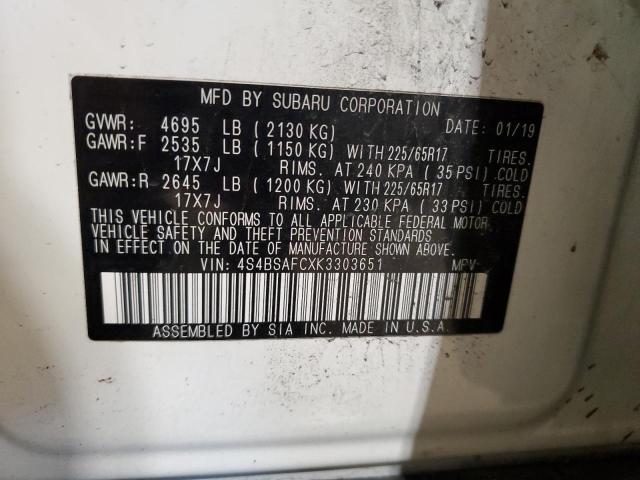 MFD BY SUBARU CORPORATION
GVWR: 4695 LB ( 2130 KG) DATE: 01/19
GAWR:F 2535 LB ( 1150 KG) WITH 225/65R17 TIRES.
17X7J RIMS. AT 240 KPA ( 35 PSI) COLD
GAWR:R 2645 LB ( 1200 KG) WITH 225/65R17 TIRES.
17X7J RIMS. AT 230 KPA ( 33 PSI) COLD
THIS VEHICLE CONFORMS TO ALL APPLICABLE FEDERAL MOTOR
VEHICLE SAFETY AND THEFT PREVENTION STANDARDS
IN EFFECT ON THE DATE OF MANUFACTURE SHOWN ABOVE.
VIN: 4S4BSAFCXK3303651 MPV
ASSEMBLED BY SIA INC. MADE IN U.S.A.